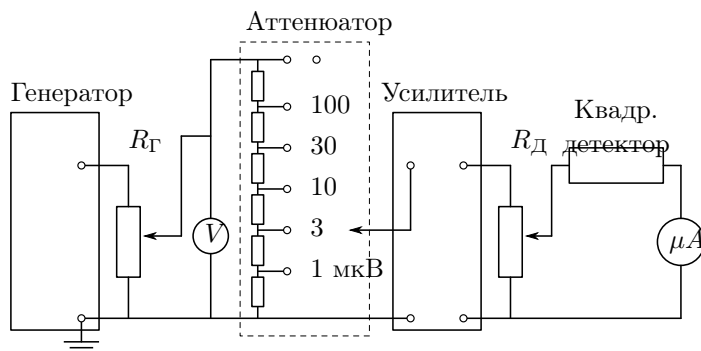 Аттенюатор
Генератор
Усилитель
Квадр.
детектор
R_Г
R_Д
100
30
10
3
1 мкВ
V
μA